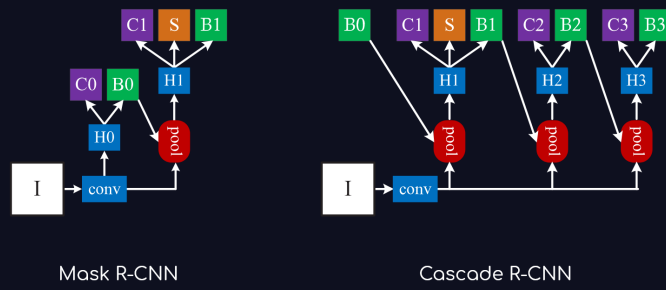 C1 S B1
C0 B0
H1
H0
pool
I
conv
Mask R-CNN
B0
C1 S B1
C2 B2
C3 B3
H1
H2
H3
pool
pool
pool
I
conv
Cascade R-CNN